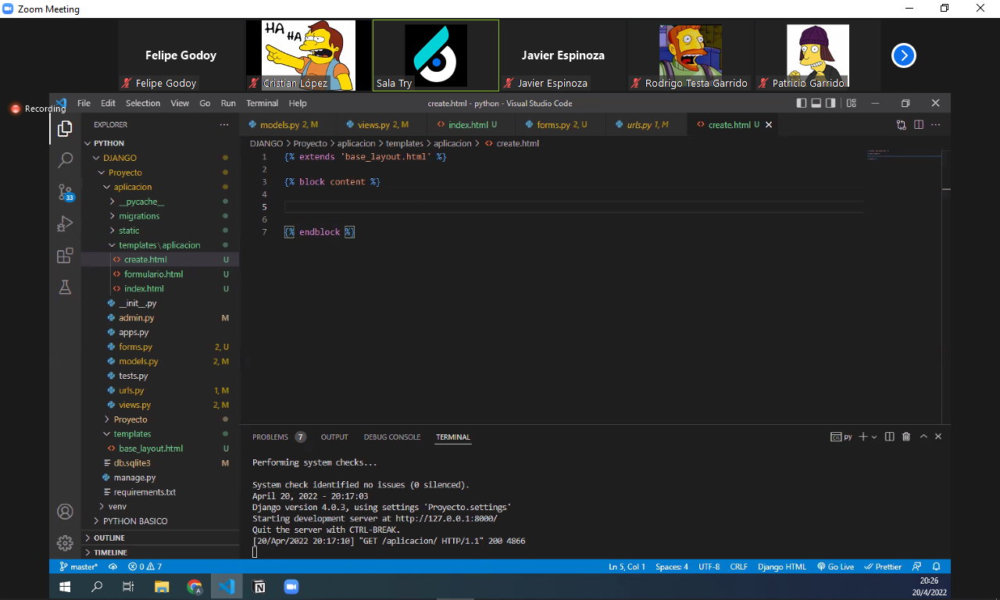 Zoom Meeting
Felipe Godoy
Felipe Godoy
HA
HA
Cristian López
Sala Try
Javier Espinoza
Javier Espinoza
Rodrigo Testa Garrido
Patricio Garrido
Recording
File Edit Selection View Go Run Terminal Help
create.html - python - Visual Studio Code
EXPLORER
models.py 2, M
views.py 2, M
index.html U
forms.py 2, U
urls.py 1, M
create.html U
DJANGO > Proyecto > aplicacion > templates > aplicacion > create.html
PYTHON
DJANGO
Proyecto
aplicacion
__pycache__
migrations
static
templates\aplicacion
create.html U
formulario.html U
index.html U
__init__.py
admin.py M
apps.py
forms.py 2, U
models.py 2, M
tests.py
urls.py 1, M
views.py 2, M
Proyecto
templates
base_layout.html U
db.sqlite3 M
manage.py
requirements.txt
venv
PYTHON BASICO
OUTLINE
TIMELINE
33
1 {% extends 'base_layout.html' %}
2
3 {% block content %}
4
5
6
7 {% endblock %}
PROBLEMS 7 OUTPUT DEBUG CONSOLE TERMINAL
py
Performing system checks...
System check identified no issues (0 silenced).
April 20, 2022 - 20:17:03
Django version 4.0.3, using settings 'Proyecto.settings'
Starting development server at http://127.0.0.1:8000/
Quit the server with CTRL-BREAK.
[20/Apr/2022 20:17:10] "GET /aplicacion/ HTTP/1.1" 200 4866
master* 0 7
Ln 5, Col 1 Spaces: 4 UTF-8 CRLF Django HTML Go Live Prettier
20:26
20/4/2022